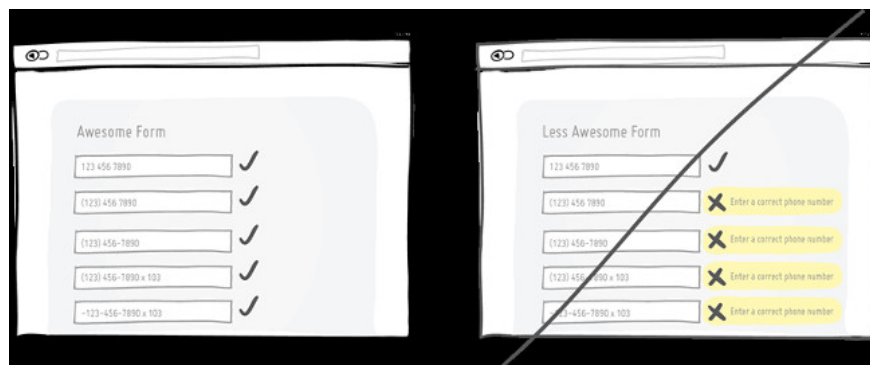 Awesome Form
123 456 7890
(123) 456 7890
(123) 456-7890
(123) 456-7890 x 103
-123-456-7890 x 103
Less Awesome Form
123 456 7890
(123) 456 7890 Enter a correct phone number
(123) 456-7890 Enter a correct phone number
(123) 456-7890 x 103 Enter a correct phone number
-123-456-7890 x 103 Enter a correct phone number